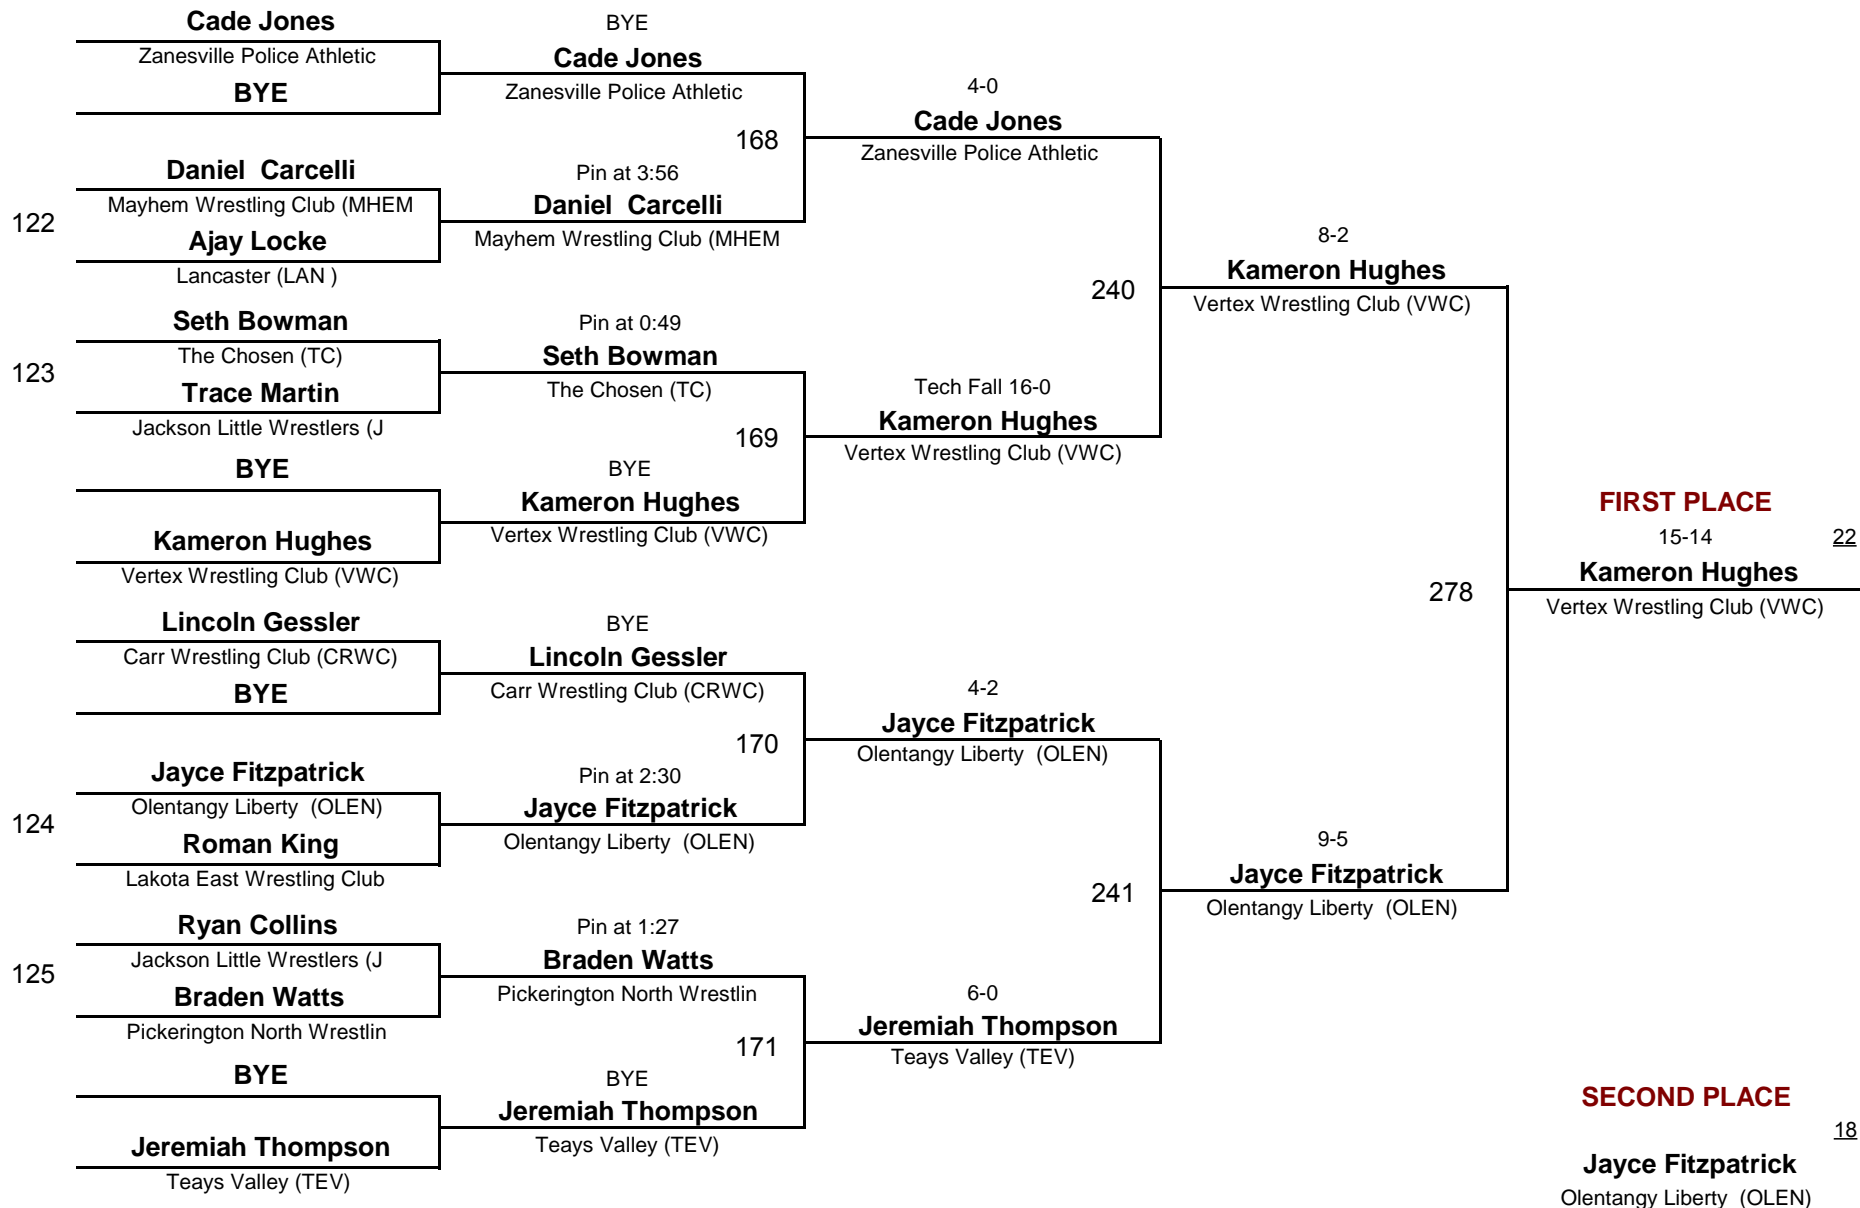 Cade Jones
Zanesville Police Athletic
BYE
122
Daniel  Carcelli
Mayhem Wrestling Club (MHEM
Ajay Locke
Lancaster (LAN )
123
Seth Bowman
The Chosen (TC)
Trace Martin
Jackson Little Wrestlers (J
BYE
Kameron Hughes
Vertex Wrestling Club (VWC)
Lincoln Gessler
Carr Wrestling Club (CRWC)
BYE
124
Jayce Fitzpatrick
Olentangy Liberty  (OLEN)
Roman King
Lakota East Wrestling Club
125
Ryan Collins
Jackson Little Wrestlers (J
Braden Watts
Pickerington North Wrestlin
BYE
Jeremiah Thompson
Teays Valley (TEV)
BYE
Cade Jones
Zanesville Police Athletic
168
Pin at 3:56
Daniel  Carcelli
Mayhem Wrestling Club (MHEM
Pin at 0:49
Seth Bowman
The Chosen (TC)
169
BYE
Kameron Hughes
Vertex Wrestling Club (VWC)
BYE
Lincoln Gessler
Carr Wrestling Club (CRWC)
170
Pin at 2:30
Jayce Fitzpatrick
Olentangy Liberty  (OLEN)
Pin at 1:27
Braden Watts
Pickerington North Wrestlin
171
BYE
Jeremiah Thompson
Teays Valley (TEV)
4-0
Cade Jones
Zanesville Police Athletic
240
Tech Fall 16-0
Kameron Hughes
Vertex Wrestling Club (VWC)
4-2
Jayce Fitzpatrick
Olentangy Liberty  (OLEN)
241
6-0
Jeremiah Thompson
Teays Valley (TEV)
8-2
Kameron Hughes
Vertex Wrestling Club (VWC)
278
9-5
Jayce Fitzpatrick
Olentangy Liberty  (OLEN)
FIRST PLACE
15-14 22
Kameron Hughes
Vertex Wrestling Club (VWC)
SECOND PLACE
18
Jayce Fitzpatrick
Olentangy Liberty  (OLEN)